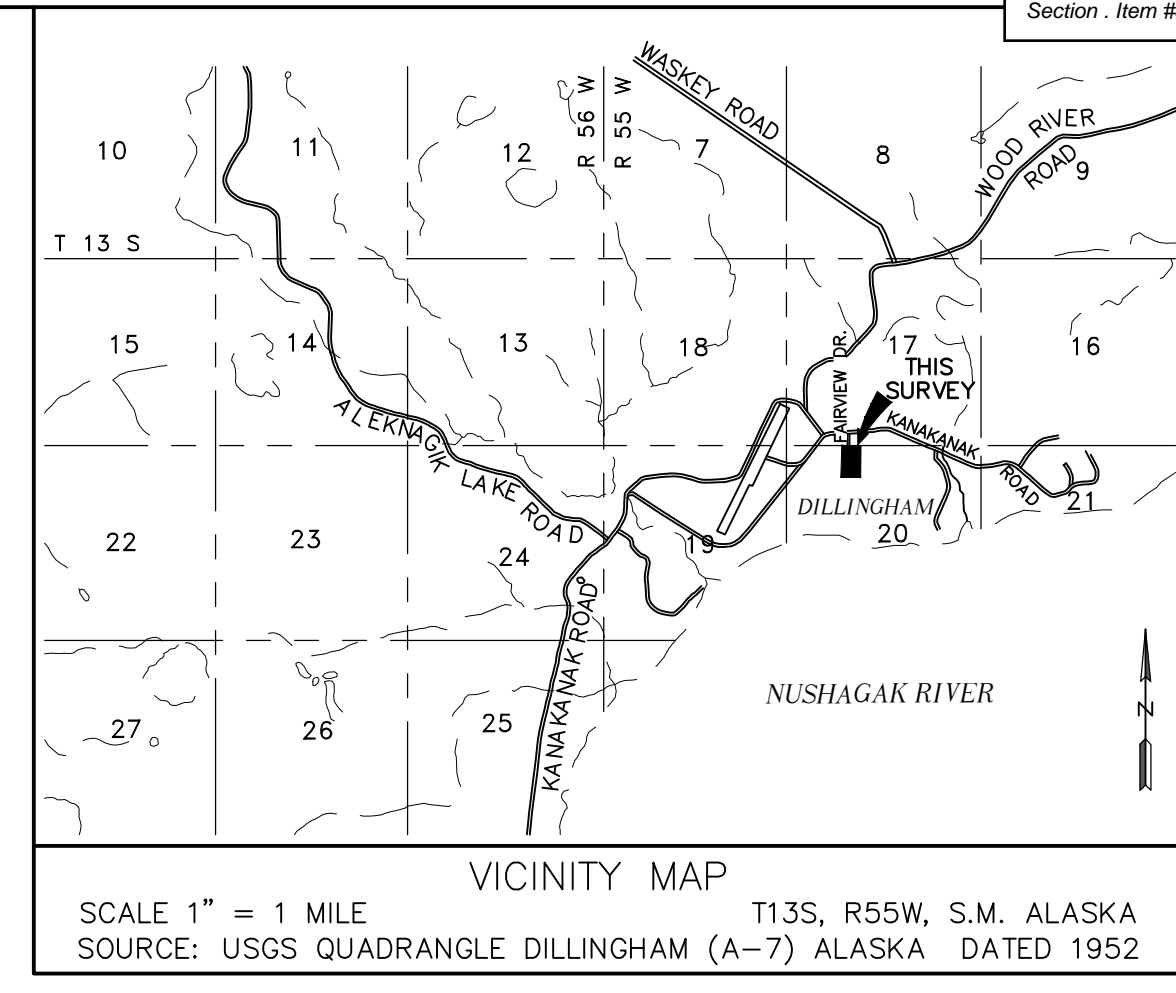 Section . Item #
WASKEY ROAD
R 56 W
R 55 W
WOOD RIVER
ROAD
10
11
12
7
8
9
T 13 S
15
14
13
18
FAIRVIEW DR.
17
16
THIS
SURVEY
ALEKNAGIK LAKE ROAD
KANAKANAK
ROAD
DILLINGHAM
22
23
24
19
20
21
KANAKANAK ROAD
NUSHAGAK RIVER
N
27
26
25
VICINITY MAP
SCALE 1" = 1 MILE
T13S, R55W, S.M. ALASKA
SOURCE: USGS QUADRANGLE DILLINGHAM (A-7) ALASKA DATED 1952